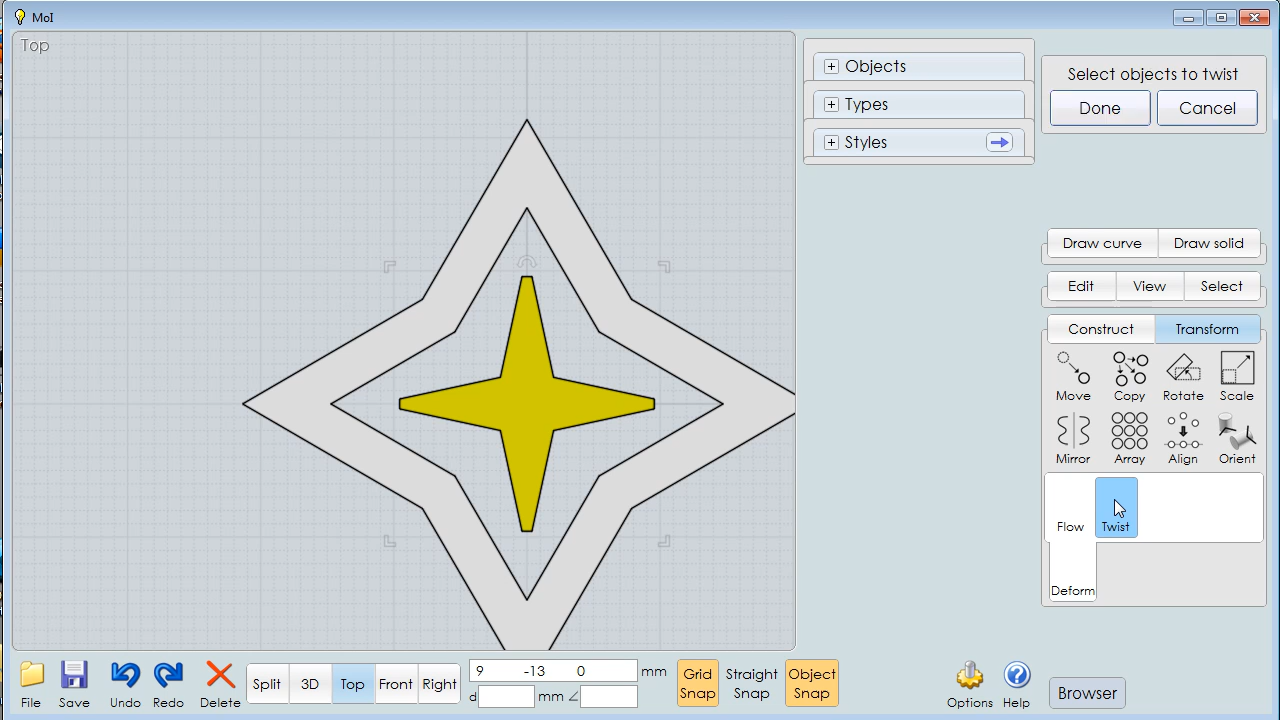 MoI
Top
Objects
Types
Styles
Select objects to twist
Done Cancel
Draw curve Draw solid
Edit View Select
Construct Transform
Move Copy Rotate Scale
Mirror Array Align Orient
Flow Twist
Deform
File Save Undo Redo Delete
Split 3D Top Front Right
9 -13 0 mm
d mm ∠
Grid Snap
Straight Snap
Object Snap
Options Help
Browser